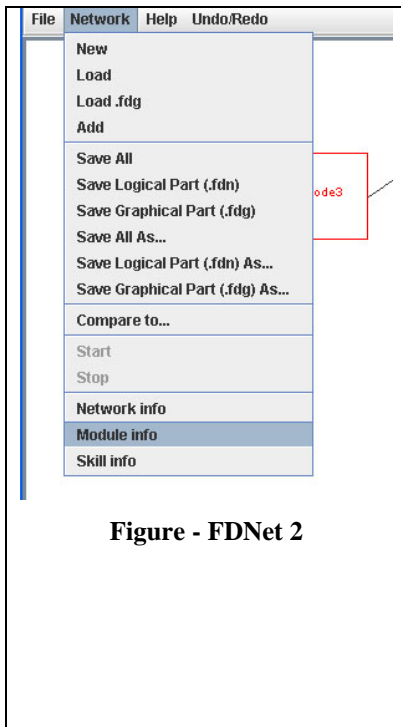 File Network Help Undo/Redo
New
Load
Load .fdg
Add
Save All
Save Logical Part (.fdn)
ode3
Save Graphical Part (.fdg)
Save All As...
Save Logical Part (.fdn) As...
Save Graphical Part (.fdg) As...
Compare to...
Start
Stop
Network info
Module info
Skill info
Figure - FDNet 2